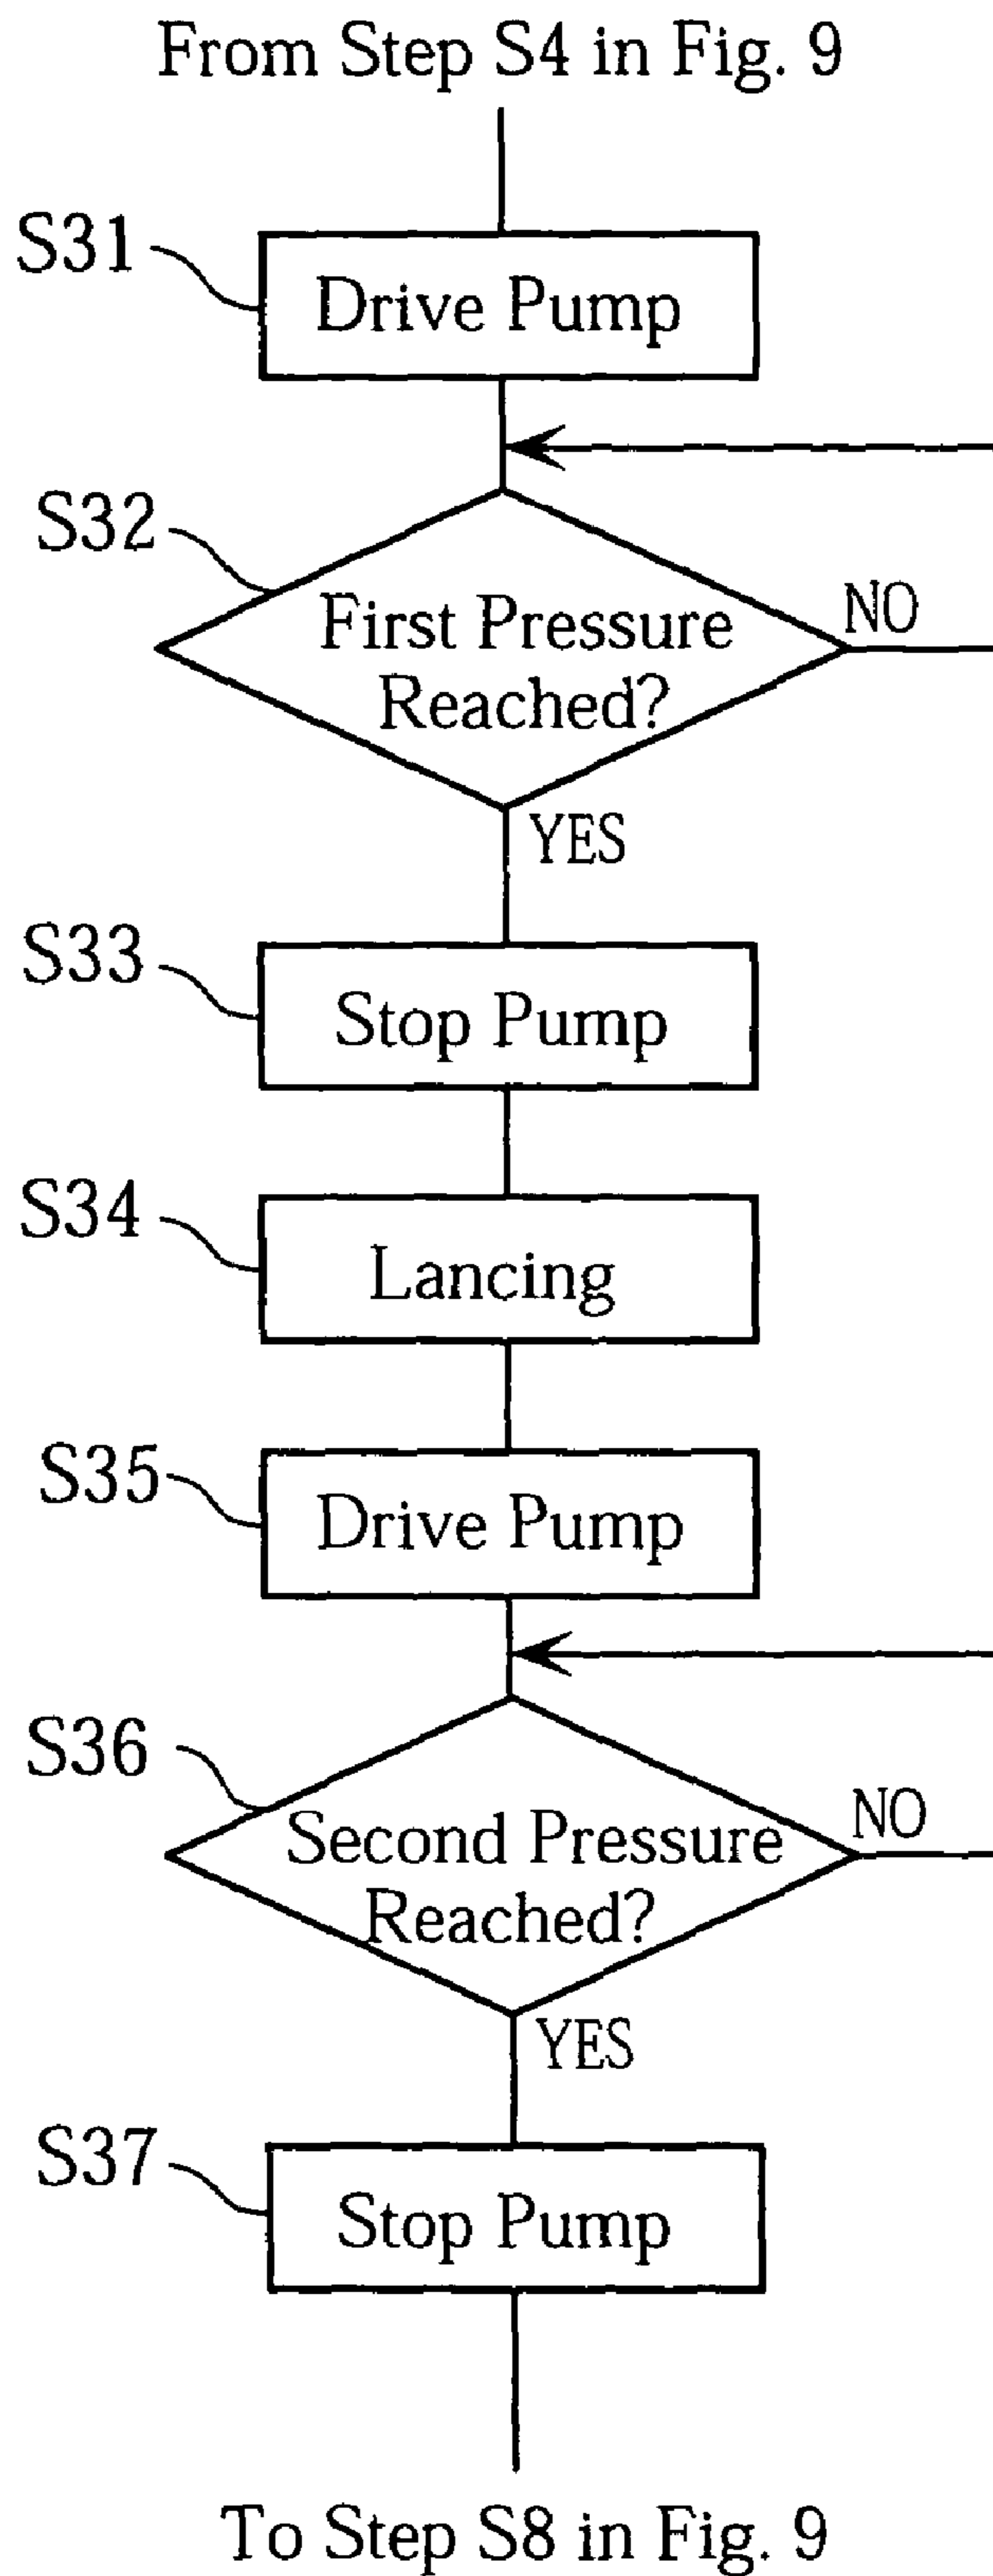 From Step S4 in Fig. 9
S31
Drive Pump
S32
First Pressure
Reached?
NO
YES
S33
Stop Pump
S34
Lancing
S35
Drive Pump
S36
Second Pressure
Reached?
NO
YES
S37
Stop Pump
To Step S8 in Fig. 9